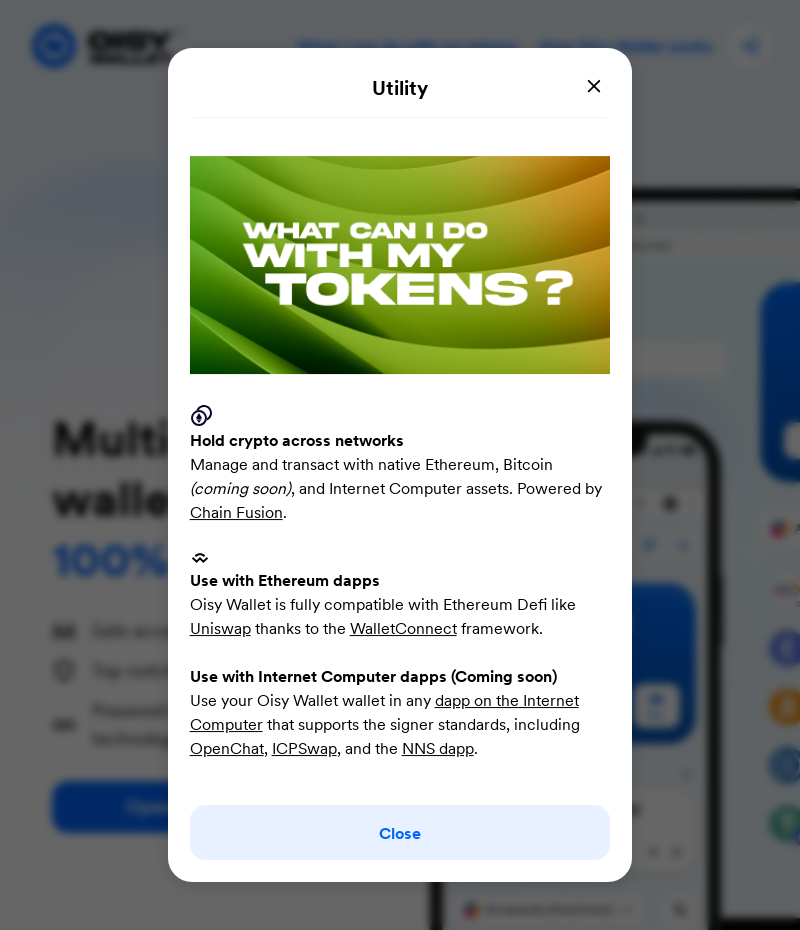 OISY
WALLET
Utility
WHAT CAN I DO
WITH MY
TOKENS?
Hold crypto across networks
Manage and transact with native Ethereum, Bitcoin
(coming soon), and Internet Computer assets. Powered by
Chain Fusion.
Use with Ethereum dapps
Oisy Wallet is fully compatible with Ethereum Defi like
Uniswap thanks to the WalletConnect framework.
Use with Internet Computer dapps (Coming soon)
Use your Oisy Wallet wallet in any dapp on the Internet
Computer that supports the signer standards, including
OpenChat, ICPSwap, and the NNS dapp.
100%
Close